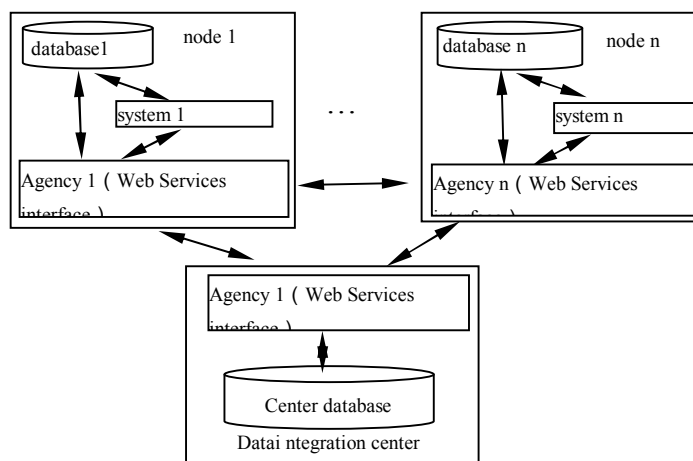 database1
node 1
system 1
Agency 1 ( Web Services
interface )
...
database n
node n
system n
Agency n ( Web Services
interface )
Agency 1 ( Web Services
interface )
Center database
Datai ntegration center